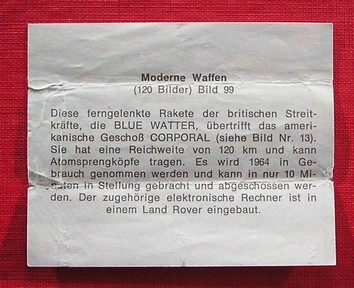 Moderne Waffen
(120 Bilder) Bild 99
Diese ferngelenkte Rakete der britischen Streit-
kräfte, die BLUE WATTER, übertrifft das ameri-
kanische Geschoß CORPORAL (siehe Bild Nr. 13).
Sie hat eine Reichweite von 120 km und kann
Atomsprengköpfe tragen. Es wird 1964 in Ge-
brauch genommen werden und kann in nur 10 Mi-
nuten in Stellung gebracht und abgeschossen wer-
den. Der zugehörige elektronische Rechner ist in
einem Land Rover eingebaut.